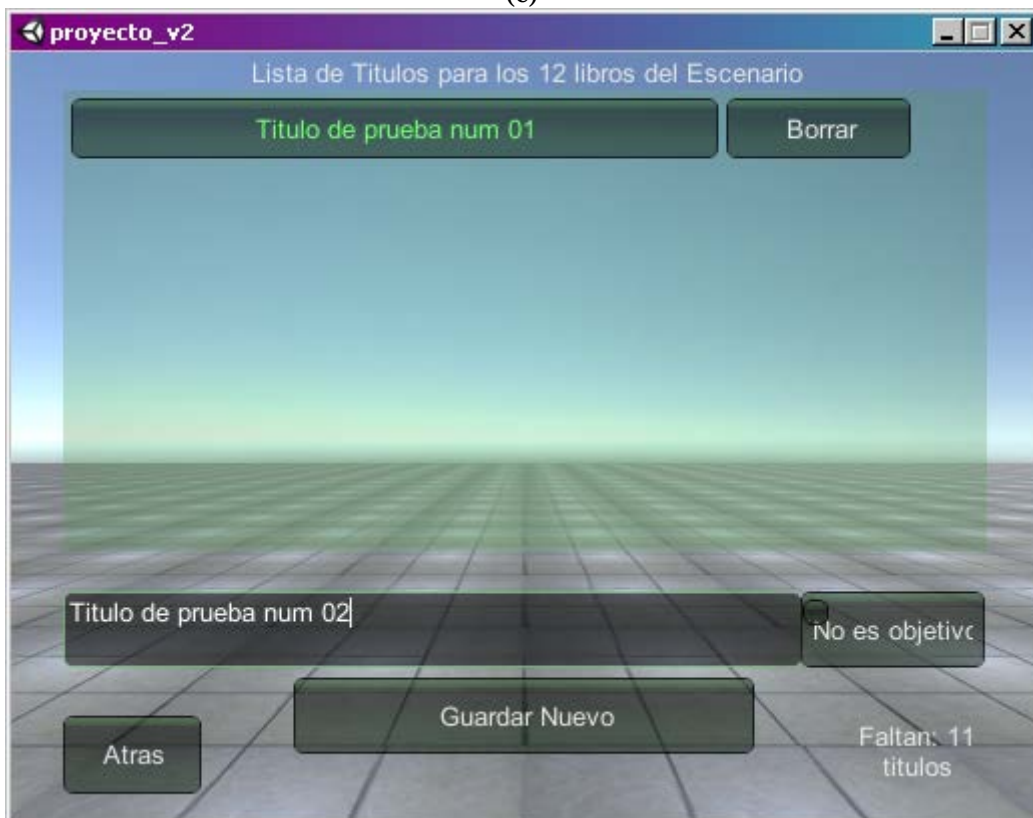 proyecto_v2
Lista de Titulos para los 12 libros del Escenario
Titulo de prueba num 01
Borrar
Titulo de prueba num 02
No es objetivo
Guardar Nuevo
Atras
Faltan: 11
titulos